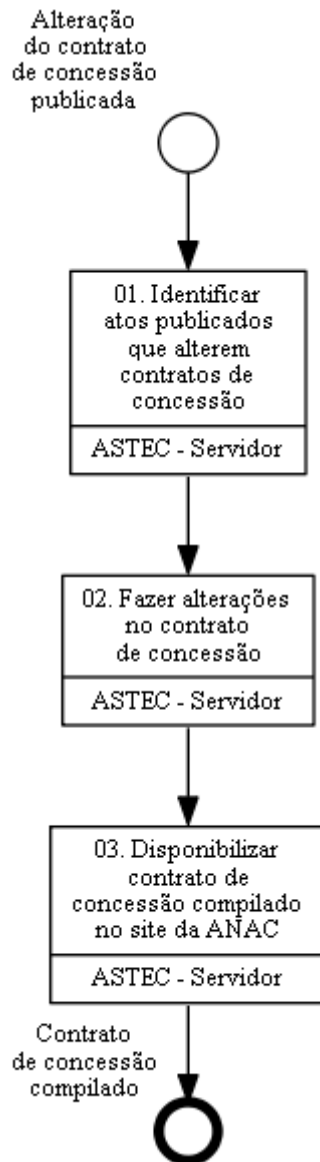 Alteração
do contrato
de concessão
publicada
01. Identificar
atos publicados
que alterem
contratos de
concessão
ASTEC - Servidor
02. Fazer alterações
no contrato
de concessão
ASTEC - Servidor
03. Disponibilizar
contrato de
concessão compilado
no site da ANAC
ASTEC - Servidor
Contrato
de concessão
compilado